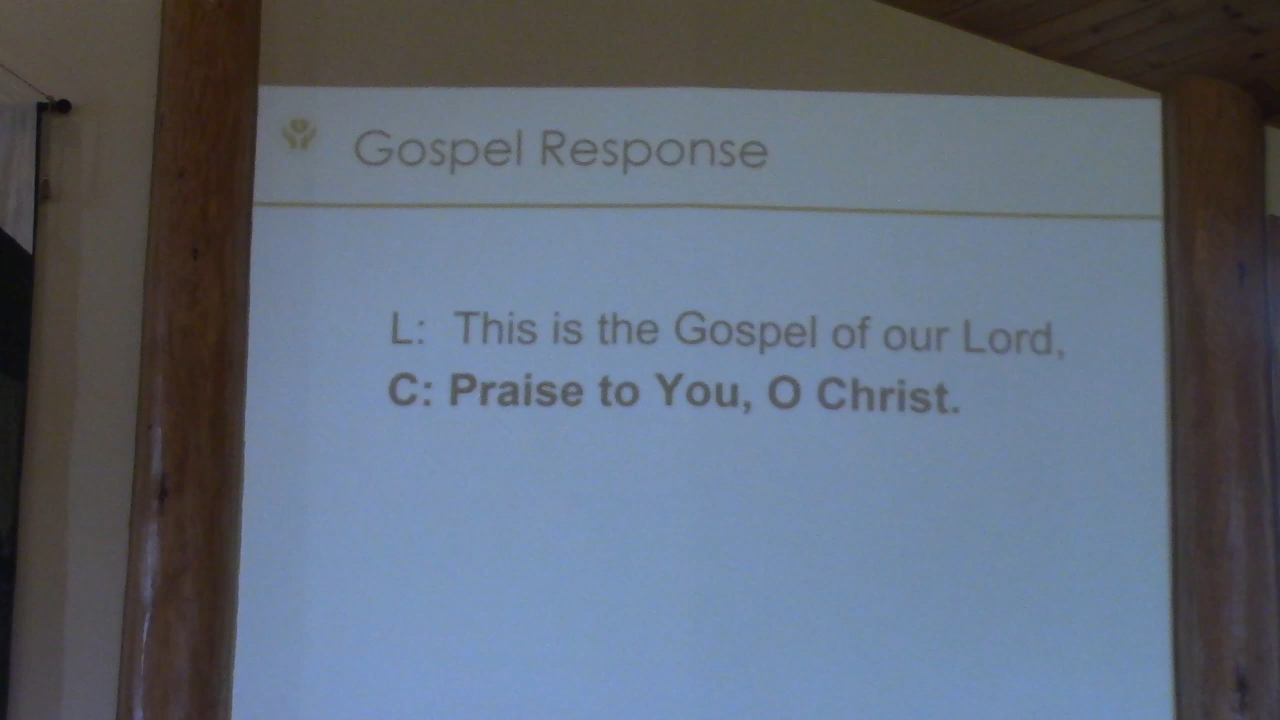 Gospel Response
L: This is the Gospel of our Lord,
C: Praise to You, O Christ.